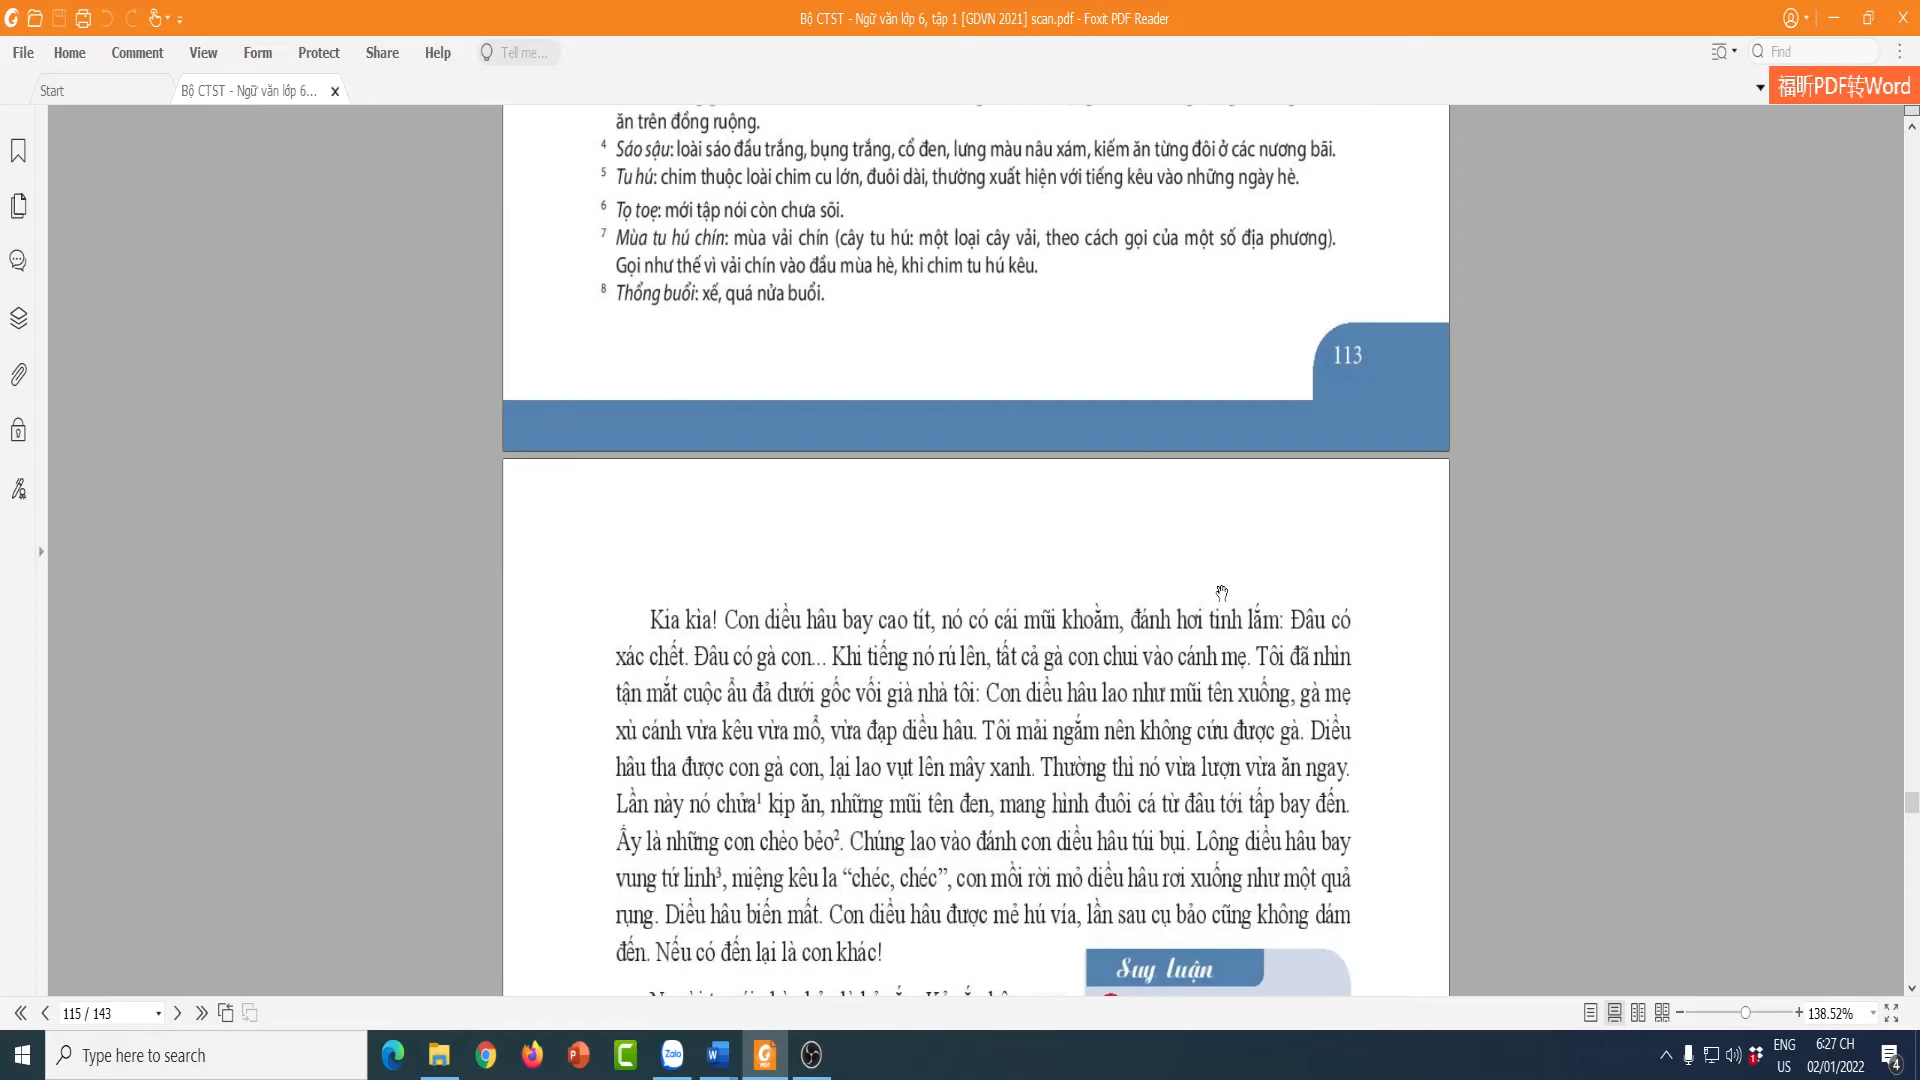 Bộ CTST - Ngữ văn lớp 6, tập 1 [GDVN 2021] scan.pdf - Foxit PDF Reader
File Home Comment View Form Protect Share Help Tell me... Find
Start Bộ CTST - Ngữ văn lớp 6... 福昕PDF转Word
ăn trên đồng ruộng.
4 Sáo sậu: loài sáo đầu trắng, bụng trắng, cổ đen, lưng màu nâu xám, kiếm ăn từng đôi ở các nương bãi.
5 Tu hú: chim thuộc loài chim cu lớn, đuôi dài, thường xuất hiện với tiếng kêu vào những ngày hè.
6 Tọ toẹ: mới tập nói còn chưa sõi.
7 Mùa tu hú chín: mùa vải chín (cây tu hú: một loại cây vải, theo cách gọi của một số địa phương).
Gọi như thế vì vải chín vào đầu mùa hè, khi chim tu hú kêu.
8 Thổng buổi: xế, quá nửa buổi.
113
Kia kìa! Con diều hâu bay cao tít, nó có cái mũi khoằm, đánh hơi tinh lắm: Đâu có
xác chết. Đâu có gà con... Khi tiếng nó rú lên, tất cả gà con chui vào cánh mẹ. Tôi đã nhìn
tận mắt cuộc ẩu đả dưới gốc vối già nhà tôi: Con diều hâu lao như mũi tên xuống, gà mẹ
xù cánh vừa kêu vừa mổ, vừa đạp diều hâu. Tôi mải ngắm nên không cứu được gà. Diều
hâu tha được con gà con, lại lao vụt lên mây xanh. Thường thì nó vừa lượn vừa ăn ngay.
Lần này nó chửa¹ kịp ăn, những mũi tên đen, mang hình đuôi cá từ đâu tới tấp bay đến.
Ấy là những con chèo bẻo². Chúng lao vào đánh con diều hâu túi bụi. Lông diều hâu bay
vung tứ linh³, miệng kêu la “chéc, chéc”, con mồi rời mỏ diều hâu rơi xuống như một quả
rụng. Diều hâu biến mất. Con diều hâu được mẻ hú vía, lần sau cụ bảo cũng không dám
đến. Nếu có đến lại là con khác!
Suy luận
115 / 143 138.52%
Type here to search ENG 6:27 CH
US 02/01/2022